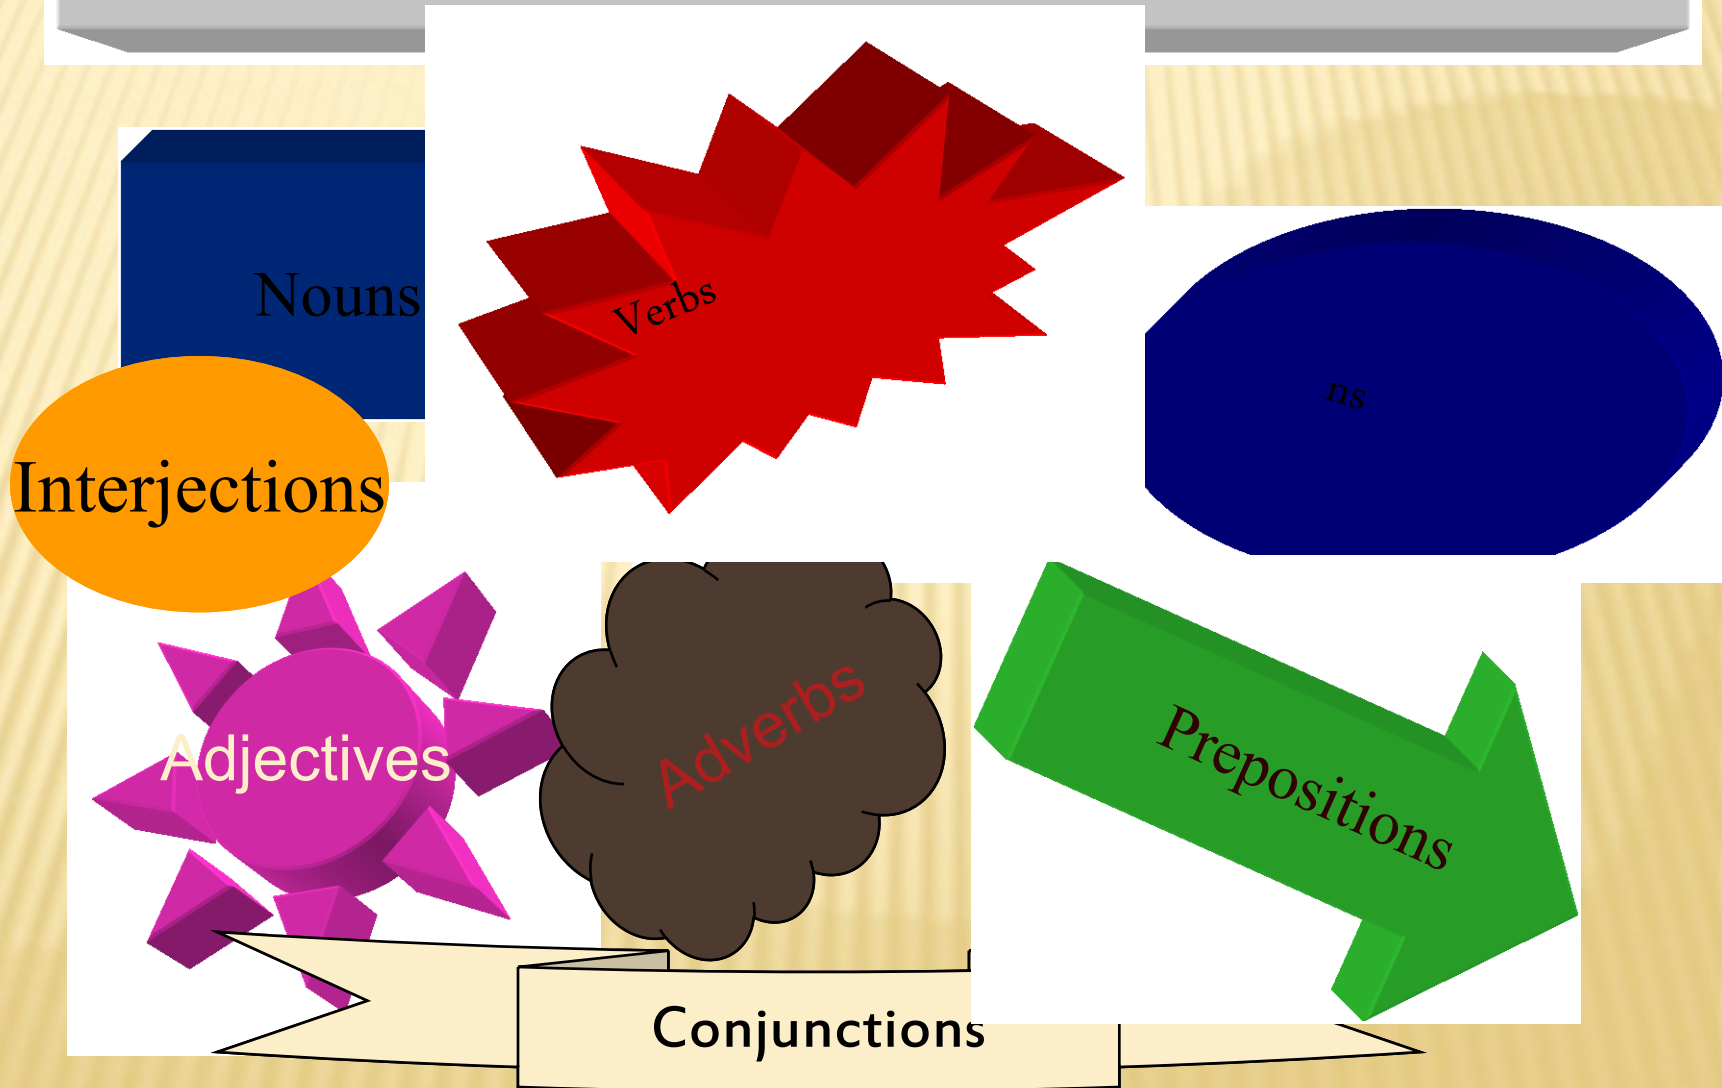 Nouns
Verbs
ns
Interjections
Adjectives
Adverbs
Prepositions
Conjunctions